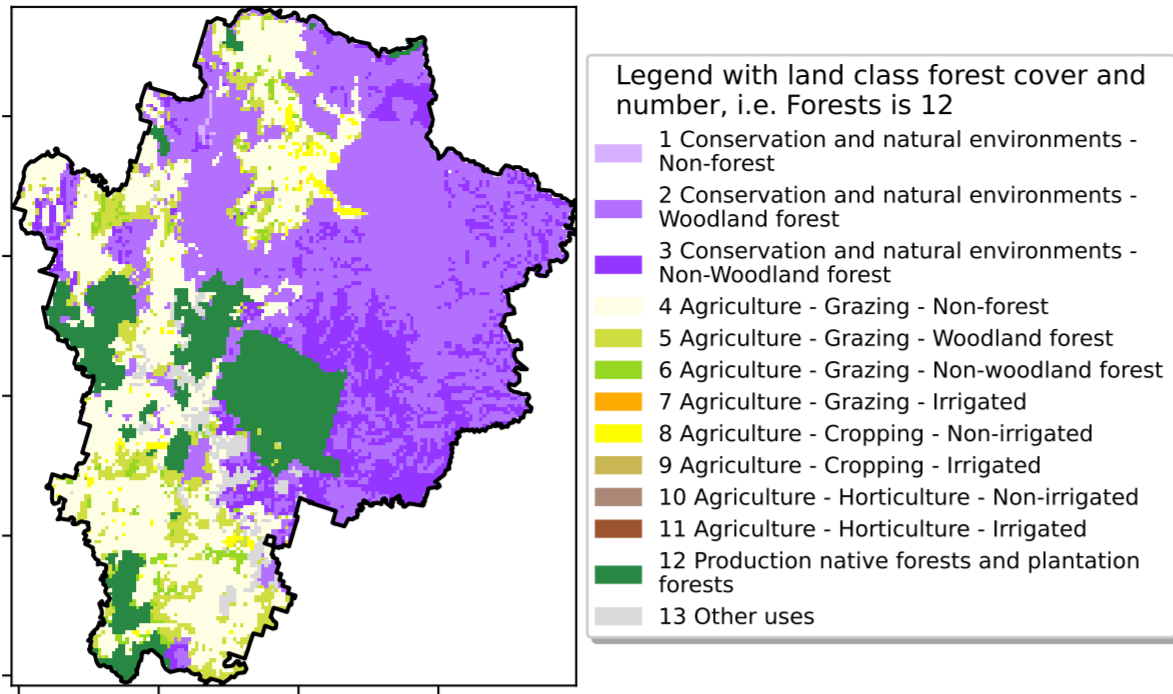 Legend with land class forest cover and
number, i.e. Forests is 12
1 Conservation and natural environments -
Non-forest
2 Conservation and natural environments -
Woodland forest
3 Conservation and natural environments -
Non-Woodland forest
4 Agriculture - Grazing - Non-forest
5 Agriculture - Grazing - Woodland forest
6 Agriculture - Grazing - Non-woodland forest
7 Agriculture - Grazing - Irrigated
8 Agriculture - Cropping - Non-irrigated
9 Agriculture - Cropping - Irrigated
10 Agriculture - Horticulture - Non-irrigated
11 Agriculture - Horticulture - Irrigated
12 Production native forests and plantation
forests
13 Other uses